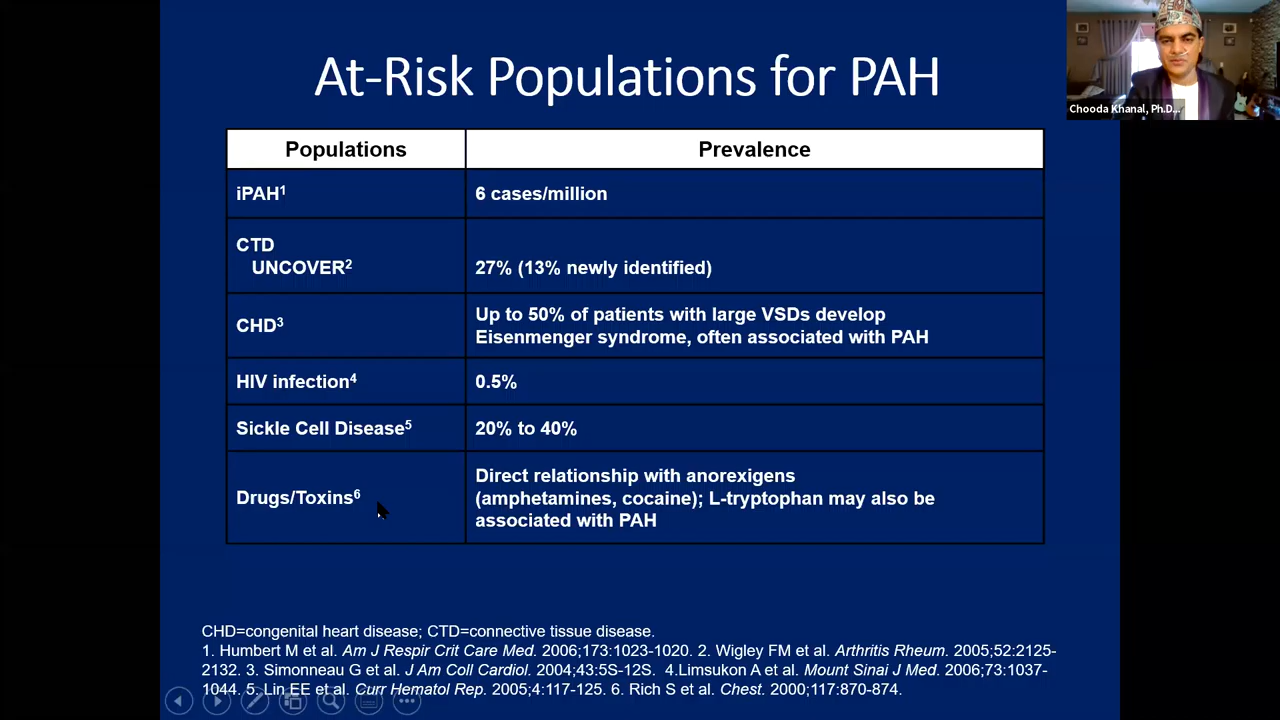 At-Risk Populations for PAH
Chooda Khanal, Ph.D...
Populations
Prevalence
iPAH1
6 cases/million
CTD
UNCOVER2
27% (13% newly identified)
CHD3
Up to 50% of patients with large VSDs develop
Eisenmenger syndrome, often associated with PAH
HIV infection4
0.5%
Sickle Cell Disease5
20% to 40%
Drugs/Toxins6
Direct relationship with anorexigens
(amphetamines, cocaine); L-tryptophan may also be
associated with PAH
CHD=congenital heart disease; CTD=connective tissue disease.
1. Humbert M et al. Am J Respir Crit Care Med. 2006;173:1023-1020. 2. Wigley FM et al. Arthritis Rheum. 2005;52:2125-
2132. 3. Simonneau G et al. J Am Coll Cardiol. 2004;43:5S-12S. 4.Limsukon A et al. Mount Sinai J Med. 2006;73:1037-
1044. 5. Lin EE et al. Curr Hematol Rep. 2005;4:117-125. 6. Rich S et al. Chest. 2000;117:870-874.